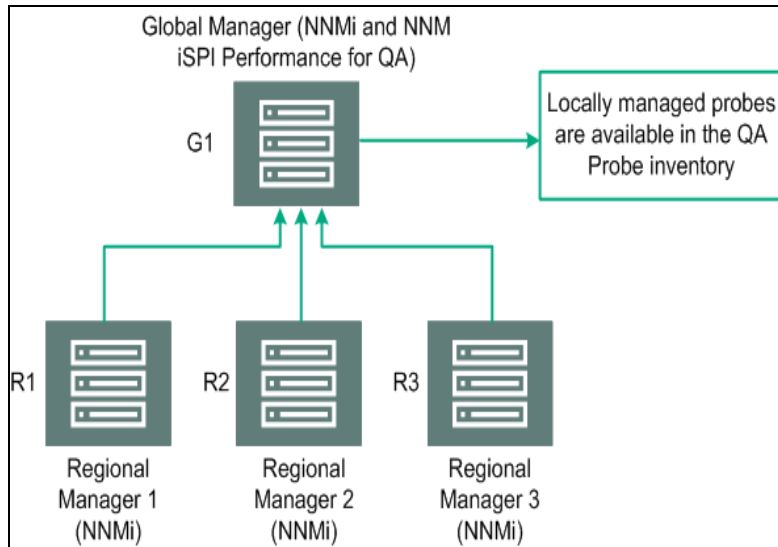 Global Manager (NNMi and NNM
iSPI Performance for QA)
G1
Locally managed probes
are available in the QA
Probe inventory
R1
R2
R3
Regional
Manager 1
(NNMi)
Regional
Manager 2
(NNMi)
Regional
Manager 3
(NNMi)